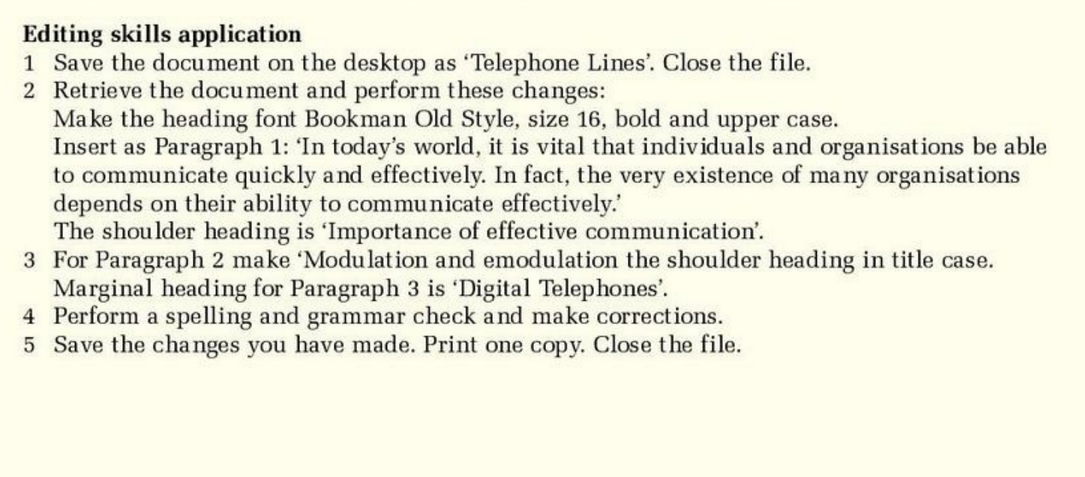 Editing skills application
1 Save the document on the desktop as ‘Telephone Lines’. Close the file.
2 Retrieve the document and perform these changes:
Make the heading font Bookman Old Style, size 16, bold and upper case.
Insert as Paragraph 1: ‘In today’s world, it is vital that individuals and organisations be able
to communicate quickly and effectively. In fact, the very existence of many organisations
depends on their ability to communicate effectively.’
The shoulder heading is ‘Importance of effective communication’.
3 For Paragraph 2 make ‘Modulation and emodulation the shoulder heading in title case.
Marginal heading for Paragraph 3 is ‘Digital Telephones’.
4 Perform a spelling and grammar check and make corrections.
5 Save the changes you have made. Print one copy. Close the file.